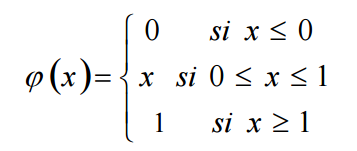 0 si x ≤ 0
φ(x)= { x si 0 ≤ x ≤ 1
1 si x ≥ 1